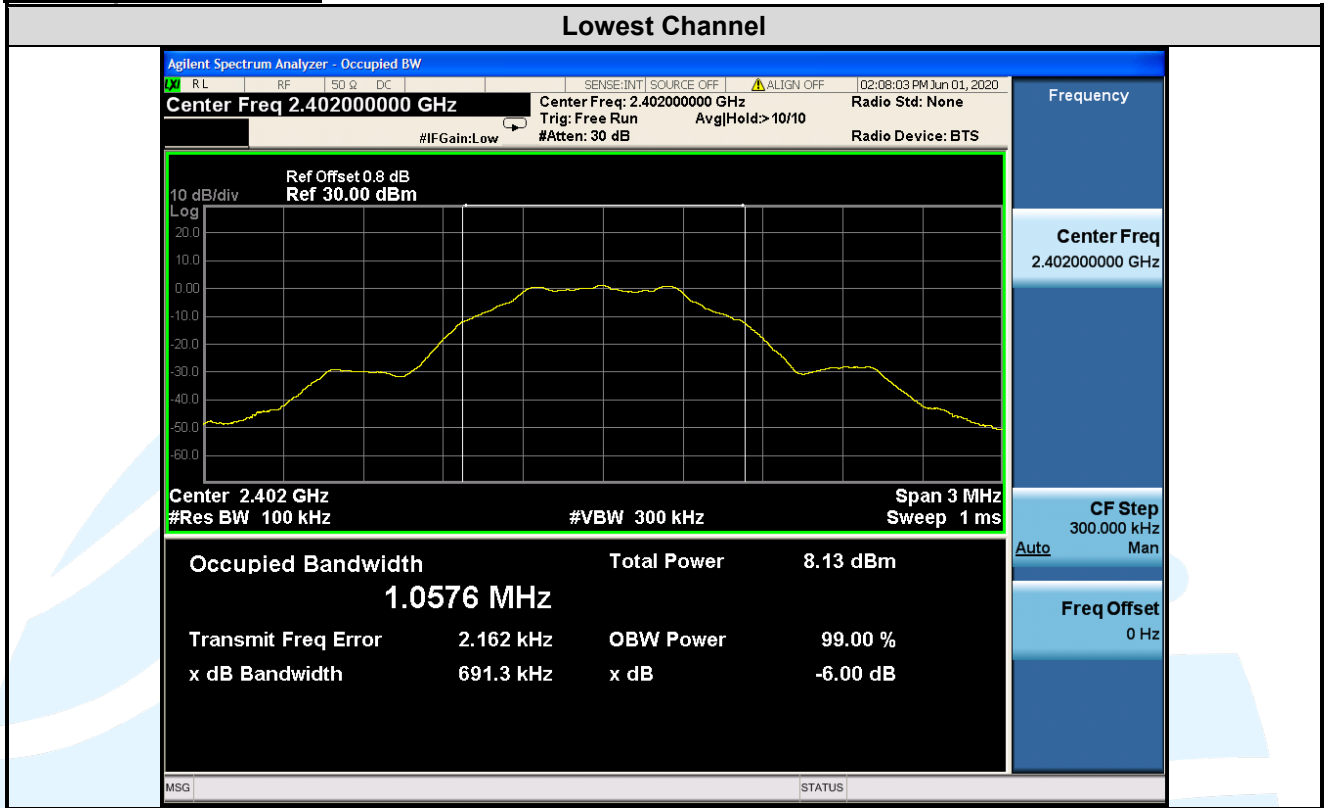 Lowest Channel
Agilent Spectrum Analyzer - Occupied BW
LXI RL RF 50 Ω DC SENSE:INT SOURCE OFF ALIGN OFF 02:08:03 PM Jun 01, 2020
Center Freq 2.402000000 GHz Center Freq: 2.402000000 GHz Radio Std: None
Trig: Free Run Avg|Hold:> 10/10
#IFGain:Low #Atten: 30 dB Radio Device: BTS
Frequency
Ref Offset 0.8 dB
10 dB/div Ref 30.00 dBm
Log
20.0
10.0
0.00
-10.0
-20.0
-30.0
-40.0
-50.0
-60.0
Center 2.402 GHz Span 3 MHz
#Res BW 100 kHz #VBW 300 kHz Sweep 1 ms
Center Freq
2.402000000 GHz
CF Step
300.000 kHz
Auto Man
Freq Offset
0 Hz
Occupied Bandwidth Total Power 8.13 dBm
1.0576 MHz
Transmit Freq Error 2.162 kHz OBW Power 99.00 %
x dB Bandwidth 691.3 kHz x dB -6.00 dB
MSG STATUS